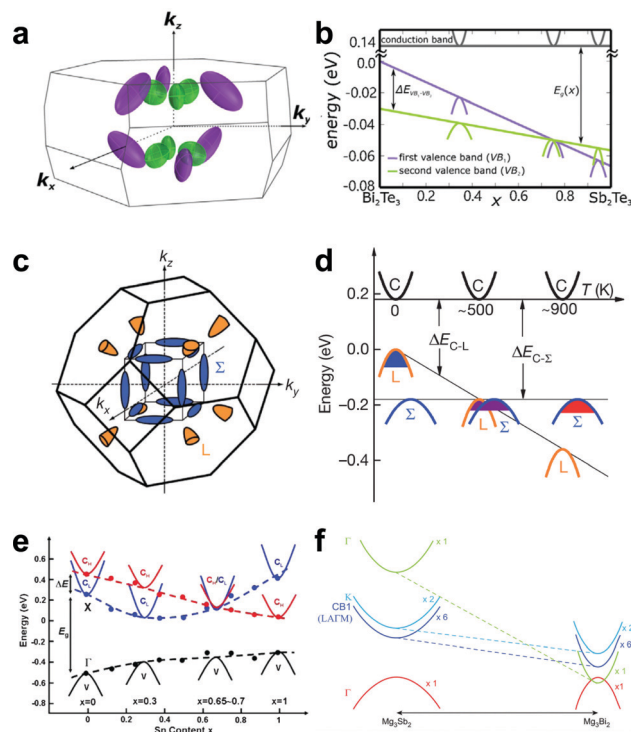 a
k_z
k_y
k_x
b
energy (eV)
0.14
0.0
-0.02
-0.04
-0.06
-0.08
conduction band
ΔE_VB₁-VB₂
E_g(x)
first valence band (VB₁)
second valence band (VB₂)
0.2 0.4 x 0.6 0.8
Bi₂Te₃ Sb₂Te₃
c
k_z
k_y
k_x
Σ
L
d
Energy (eV)
0.2
0.0
−0.2
−0.4
C C C T (K)
0 ~500 ~900
ΔE_C-L
ΔE_C-Σ
L
Σ L Σ Σ
L
e
Energy (eV)
0.6
0.4
0.2
0.0
-0.2
-0.4
-0.6
-0.8
C_H C_H C_L/C_L C_L
ΔE C_L C_L C_H
X
E_g
Γ
V V V V
x=0 x=0.3 x=0.65~0.7 x=1
0 0.2 0.4 0.6 0.8 1.0
Sn Content x
f
Γ x 1
K x 2
CB1 x 6
(LAΓM)
x 2
x 6
x 1
Γ x 1
x 1
Mg₃Sb₂ Mg₃Bi₂